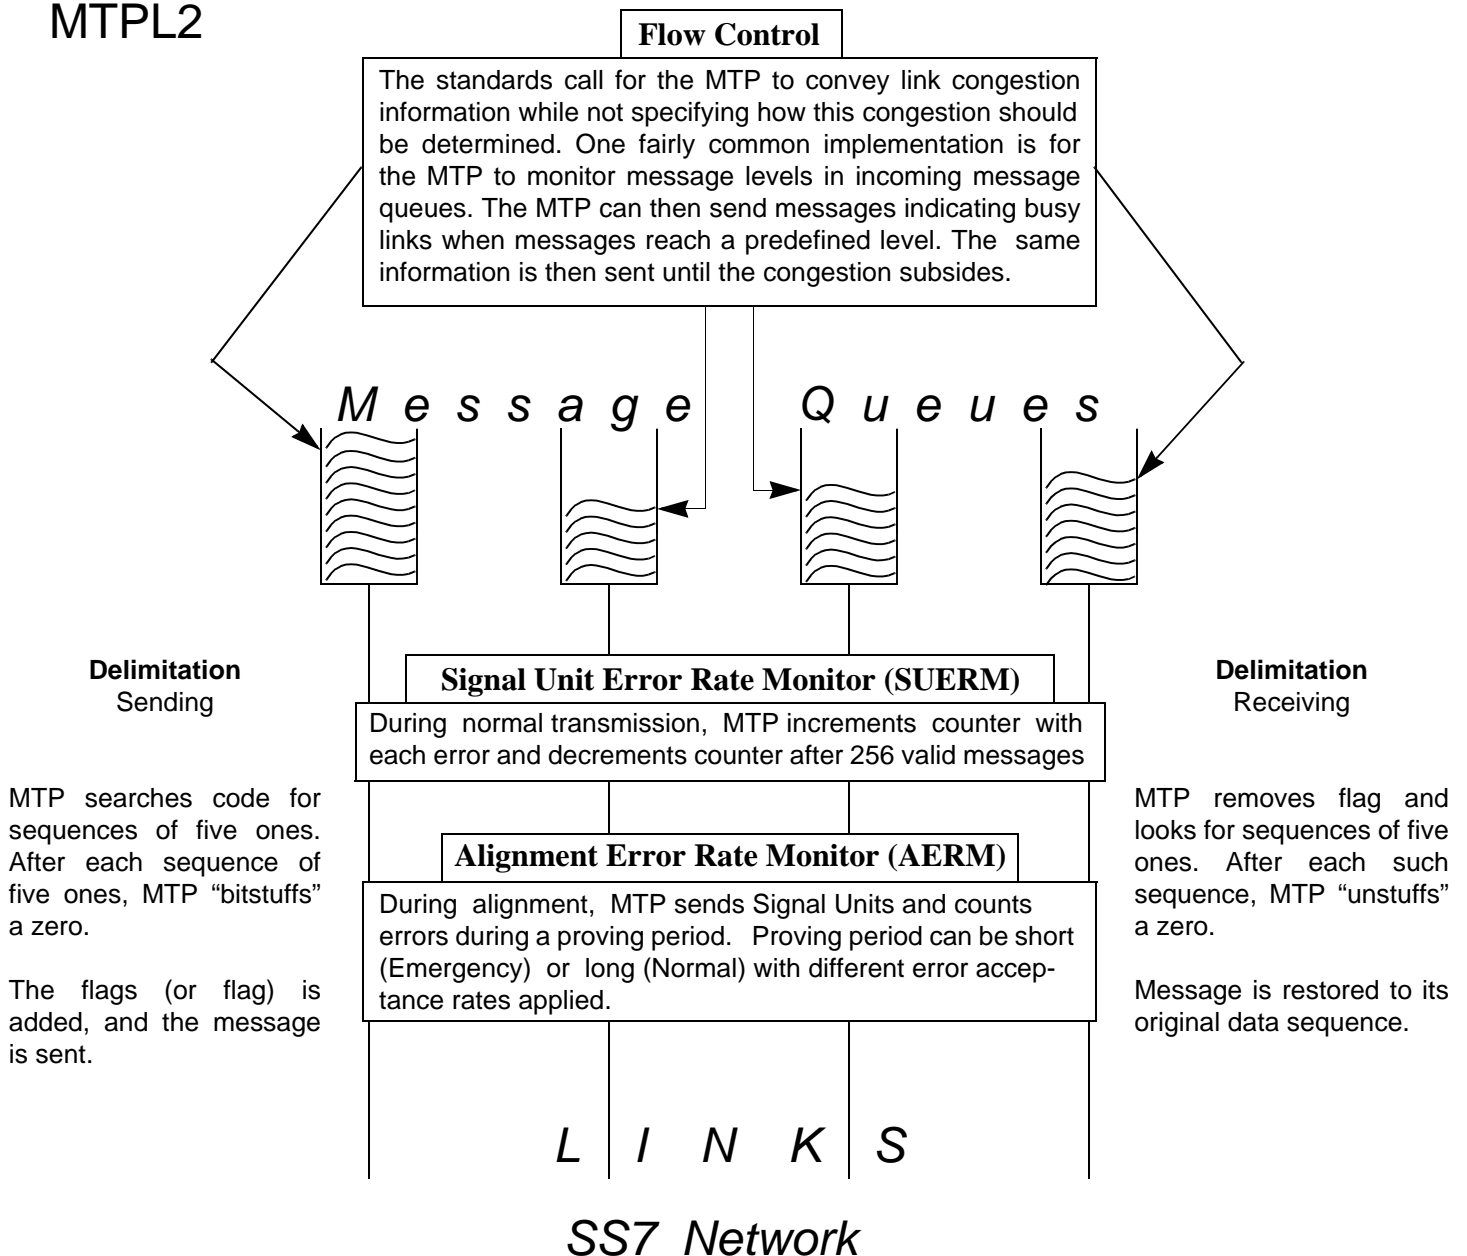 MTPL2
Flow Control
The standards call for the MTP to convey link congestion
information while not specifying how this congestion should
be determined. One fairly common implementation is for
the MTP to monitor message levels in incoming message
queues. The MTP can then send messages indicating busy
links when messages reach a predefined level. The same
information is then sent until the congestion subsides.
Message Queues
Delimitation
Sending
MTP searches code for
sequences of five ones.
After each sequence of
five ones, MTP “bitstuffs”
a zero.
The flags (or flag) is
added, and the message
is sent.
Signal Unit Error Rate Monitor (SUERM)
During normal transmission, MTP increments counter with
each error and decrements counter after 256 valid messages
Alignment Error Rate Monitor (AERM)
During alignment, MTP sends Signal Units and counts
errors during a proving period. Proving period can be short
(Emergency) or long (Normal) with different error accep-
tance rates applied.
Delimitation
Receiving
MTP removes flag and
looks for sequences of five
ones. After each such
sequence, MTP “unstuffs”
a zero.
Message is restored to its
original data sequence.
LINKS
SS7 Network